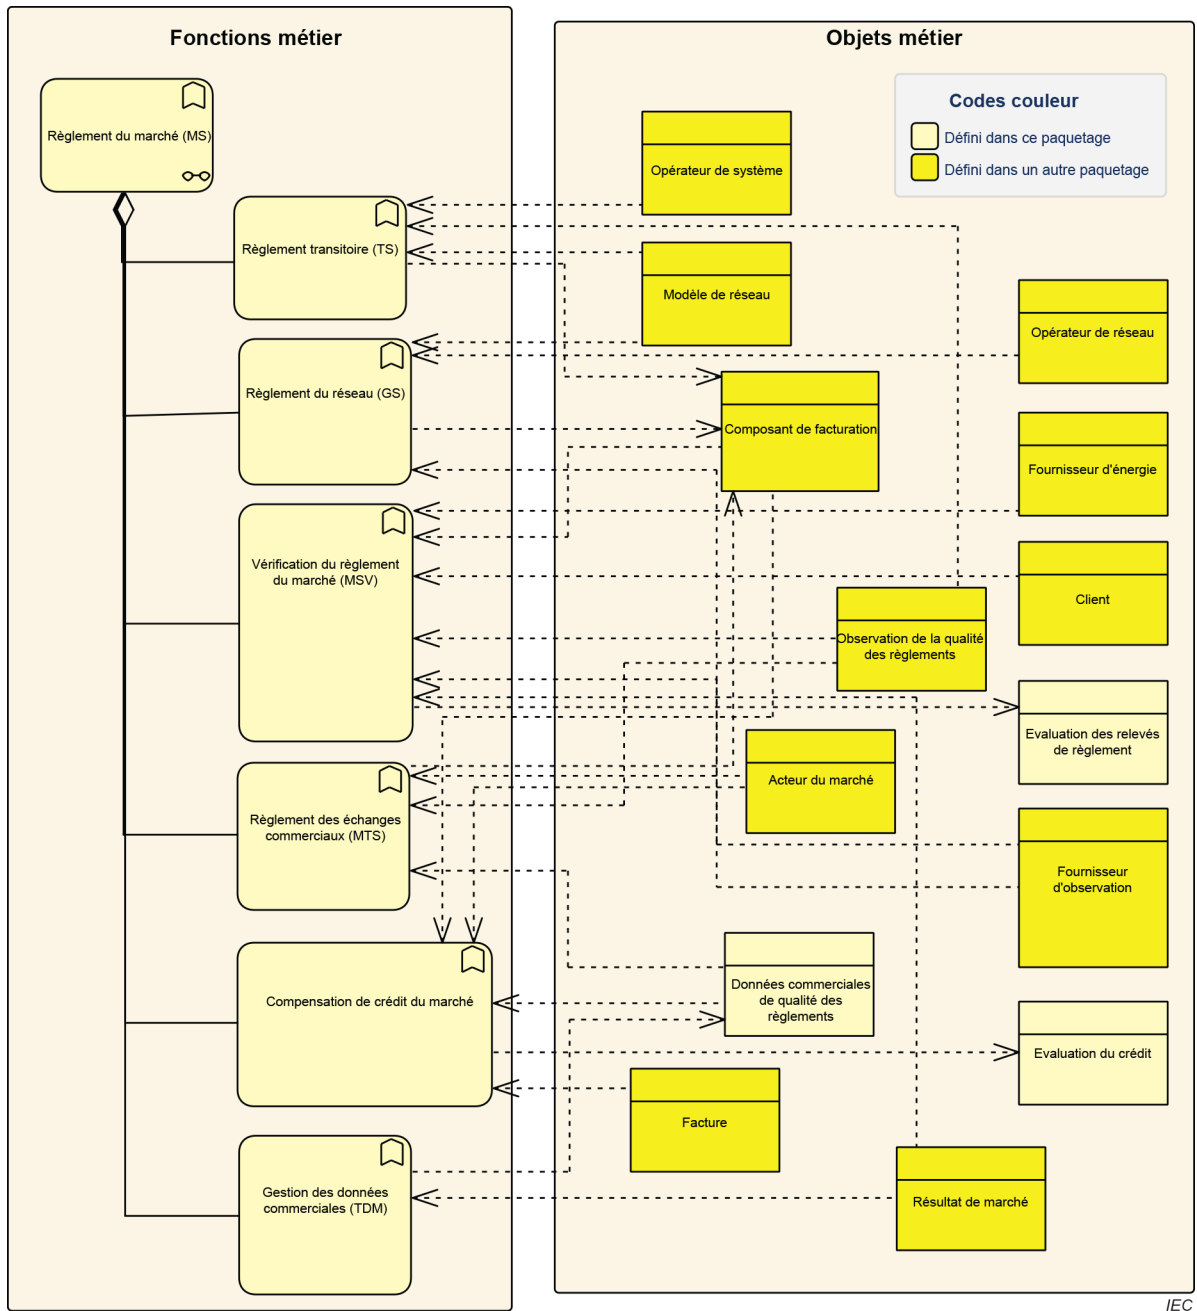 Fonctions métier
Règlement du marché (MS)
Règlement transitoire (TS)
Règlement du réseau (GS)
Vérification du règlement
du marché (MSV)
Règlement des échanges
commerciaux (MTS)
Compensation de crédit du marché
Gestion des données
commerciales (TDM)
Objets métier
Codes couleur
Défini dans ce paquetage
Défini dans un autre paquetage
Opérateur de système
Modèle de réseau
Opérateur de réseau
Composant de facturation
Fournisseur d'énergie
Client
Observation de la qualité
des règlements
Evaluation des relevés
de règlement
Acteur du marché
Fournisseur
d'observation
Données commerciales
de qualité des
règlements
Evaluation du crédit
Facture
Résultat de marché
IEC